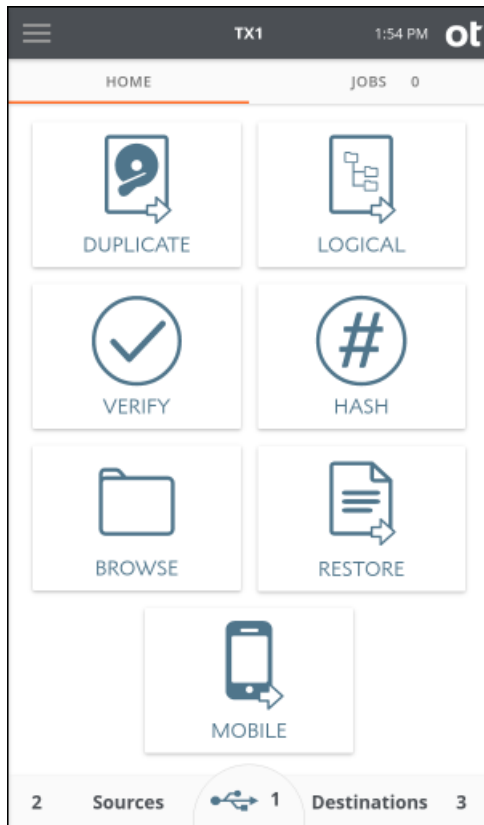 TX1 1:54 PM ot
HOME JOBS 0
DUPLICATE LOGICAL
#
VERIFY HASH
BROWSE RESTORE
MOBILE
2 Sources 1 Destinations 3